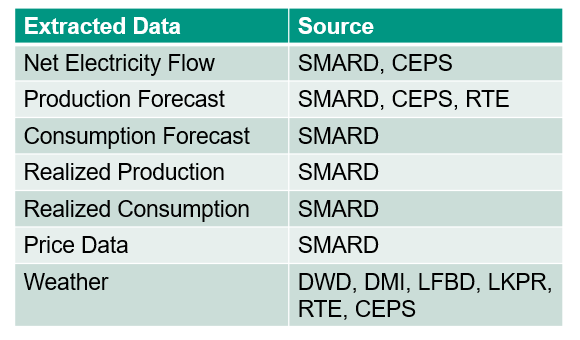 Extracted Data Source
Net Electricity Flow SMARD, CEPS
Production Forecast SMARD, CEPS, RTE
Consumption Forecast SMARD
Realized Production SMARD
Realized Consumption SMARD
Price Data SMARD
Weather DWD, DMI, LFBD, LKPR,
RTE, CEPS